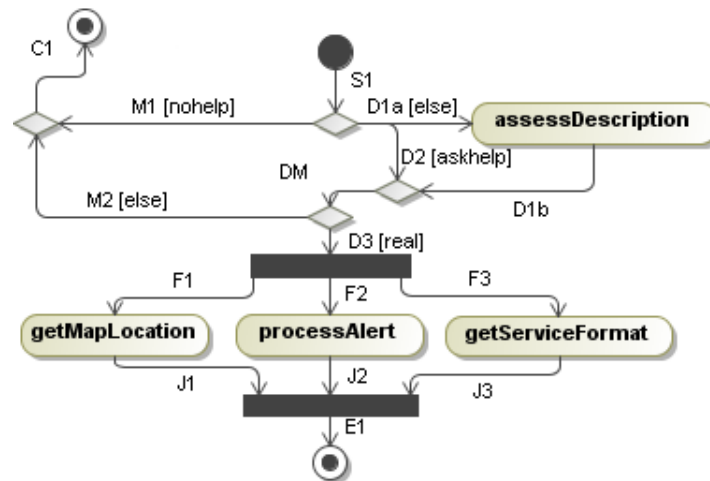 C1
S1
M1 [nohelp]
D1a [else]
assessDescription
D2 [askhelp]
DM
M2 [else]
D1b
D3 [real]
F1
F2
F3
getMapLocation
processAlert
getServiceFormat
J1
J2
J3
E1